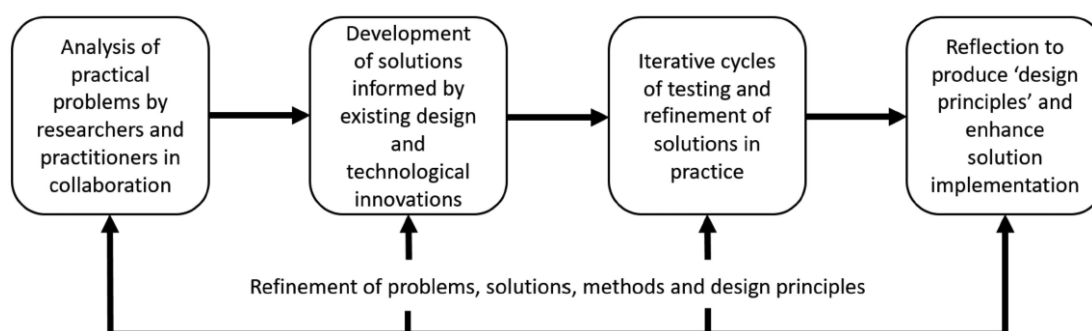 Analysis of
practical
problems by
researchers and
practitioners in
collaboration
Development
of solutions
informed by
existing design
and
technological
innovations
Iterative cycles
of testing and
refinement of
solutions in
practice
Reflection to
produce ‘design
principles’ and
enhance
solution
implementation
Refinement of problems, solutions, methods and design principles